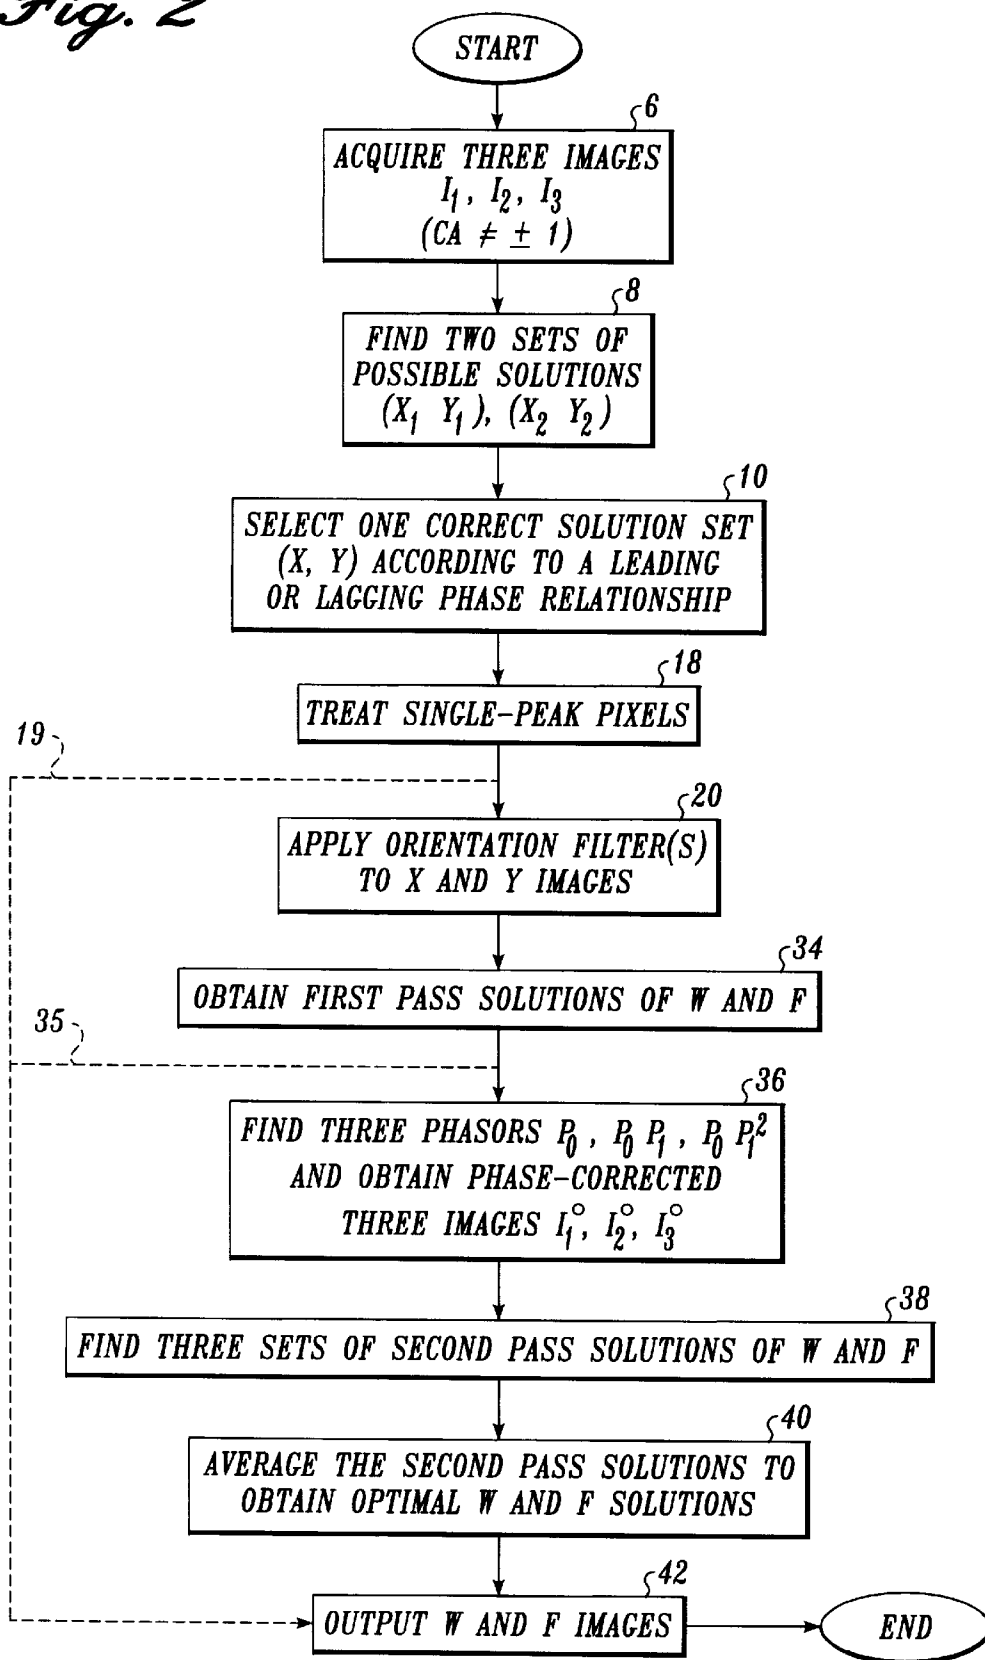 Fig. 2
START
6
ACQUIRE THREE IMAGES
I₁, I₂, I₃
(CA ≠ ± 1)
8
FIND TWO SETS OF
POSSIBLE SOLUTIONS
(X₁ Y₁), (X₂ Y₂)
10
SELECT ONE CORRECT SOLUTION SET
(X, Y) ACCORDING TO A LEADING
OR LAGGING PHASE RELATIONSHIP
18
TREAT SINGLE-PEAK PIXELS
19
20
APPLY ORIENTATION FILTER(S)
TO X AND Y IMAGES
34
OBTAIN FIRST PASS SOLUTIONS OF W AND F
35
36
FIND THREE PHASORS P₀, P₀ P₁, P₀ P₁²
AND OBTAIN PHASE-CORRECTED
THREE IMAGES I₁°, I₂°, I₃°
38
FIND THREE SETS OF SECOND PASS SOLUTIONS OF W AND F
40
AVERAGE THE SECOND PASS SOLUTIONS TO
OBTAIN OPTIMAL W AND F SOLUTIONS
42
OUTPUT W AND F IMAGES
END